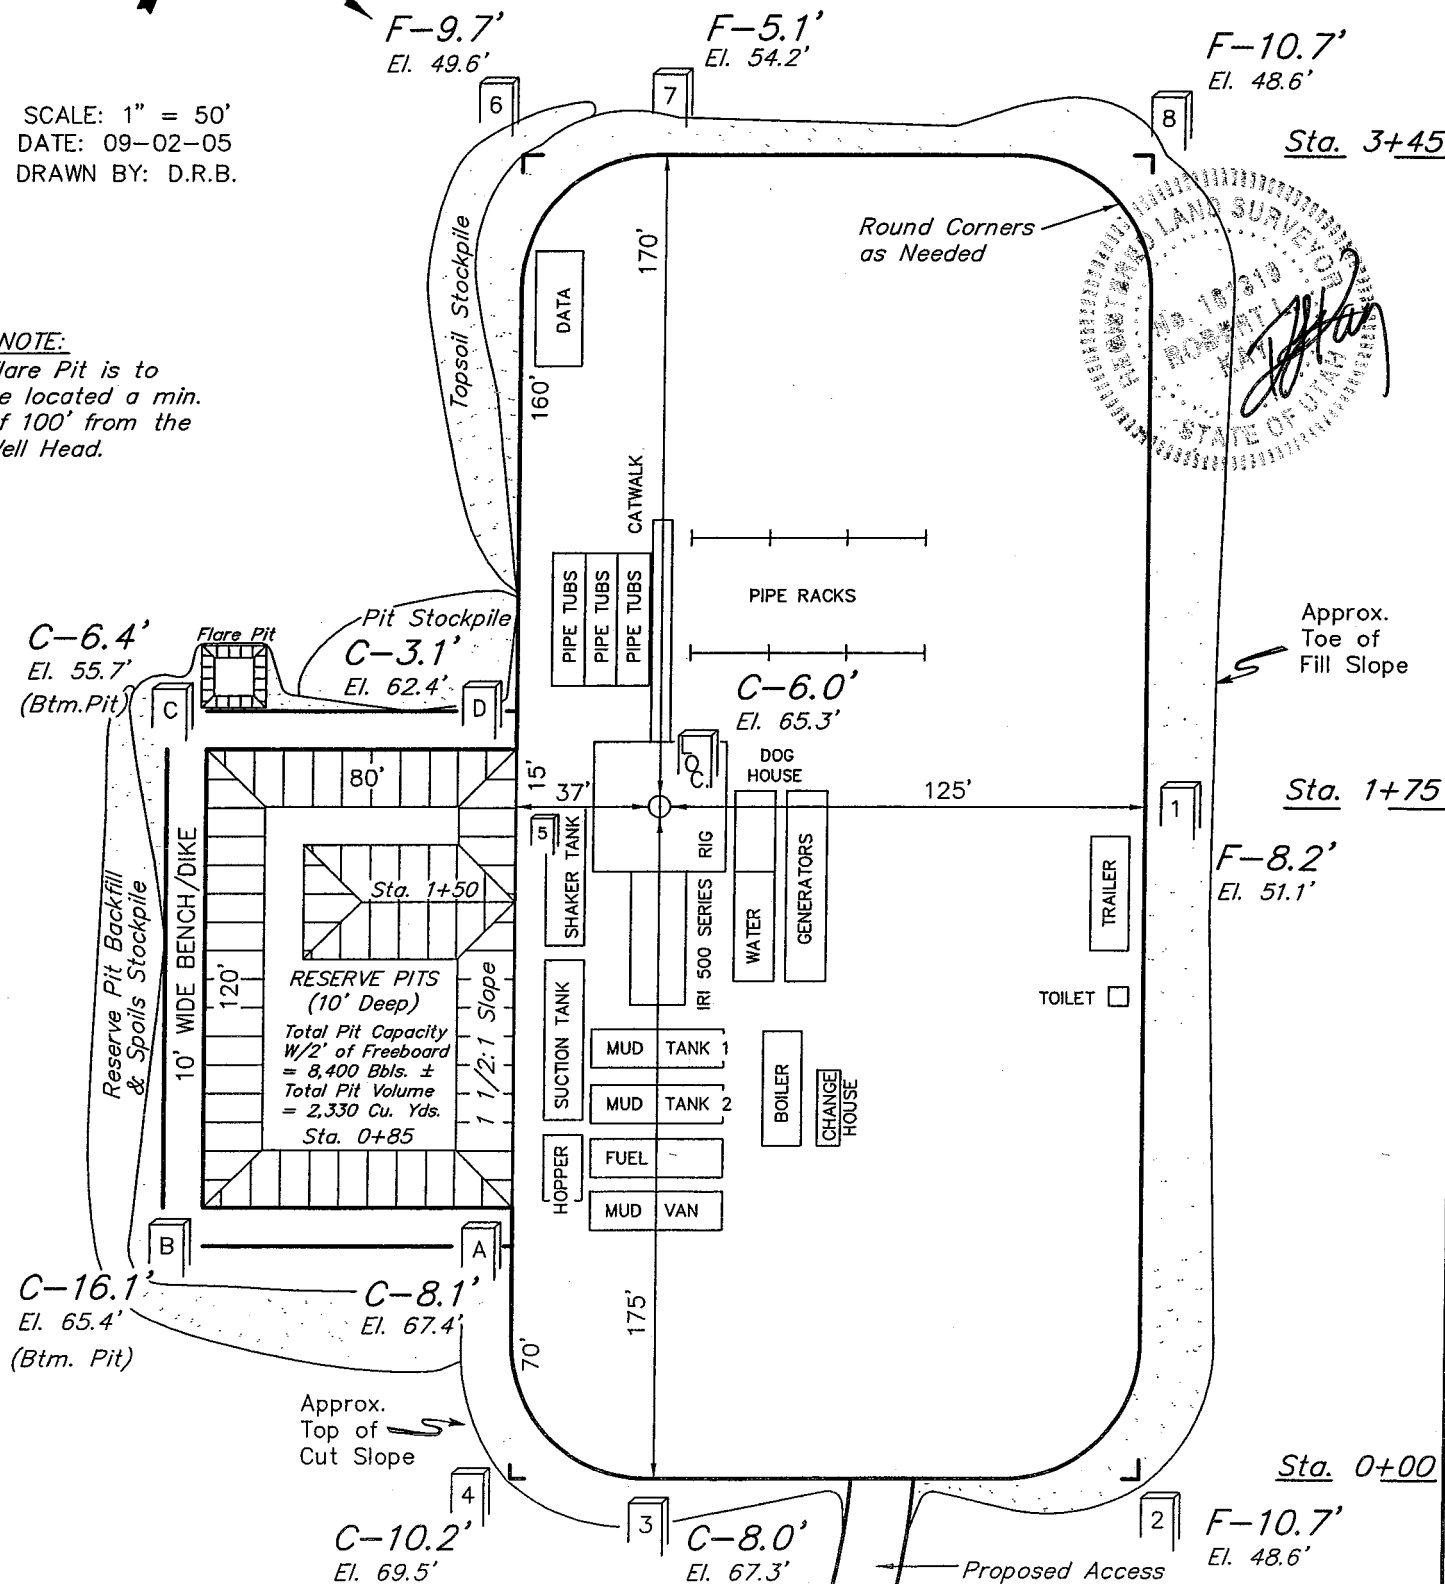 F-9.7'
El. 49.6'
F-5.1'
El. 54.2'
F-10.7'
El. 48.6'
6
7
8
SCALE: 1" = 50'
DATE: 09-02-05
DRAWN BY: D.R.B.
Sta. 3+45
Round Corners
as Needed
REGISTERED LAND SURVEYOR
ROBERT L.
STATE OF UTAH
170'
Topsoil Stockpile
DATA
160'
NOTE:
lare Pit is to
e located a min.
f 100' from the
ell Head.
CATWALK
PIPE TUBS
PIPE TUBS
PIPE TUBS
PIPE RACKS
Approx.
Toe of
Fill Slope
C-6.4'
El. 55.7'
(Btm.Pit)
Flare Pit
Pit Stockpile
C-3.1'
El. 62.4'
C
D
C-6.0'
El. 65.3'
O
C.
DOG
HOUSE
80'
15'
37'
125'
1
Sta. 1+75
F-8.2'
El. 51.1'
5
SHAKER TANK
RIG
IRI 500 SERIES
WATER
GENERATORS
TRAILER
TOILET
Reserve Pit Backfill
& Spoils Stockpile
10' WIDE BENCH/DIKE
120'
Sta. 1+50
RESERVE PITS
(10' Deep)
Total Pit Capacity
W/2' of Freeboard
= 8,400 Bbls. ±
Total Pit Volume
= 2,330 Cu. Yds.
Sta. 0+85
1 1/2:1 Slope
SUCTION TANK
MUD TANK 1
MUD TANK 2
BOILER
CHANGE
HOUSE
HOPPER
FUEL
MUD VAN
B
A
C-16.1'
El. 65.4'
(Btm. Pit)
C-8.1'
El. 67.4'
175'
70'
Approx.
Top of
Cut Slope
Sta. 0+00
4
3
2
C-10.2'
El. 69.5'
C-8.0'
El. 67.3'
F-10.7'
El. 48.6'
Proposed Access